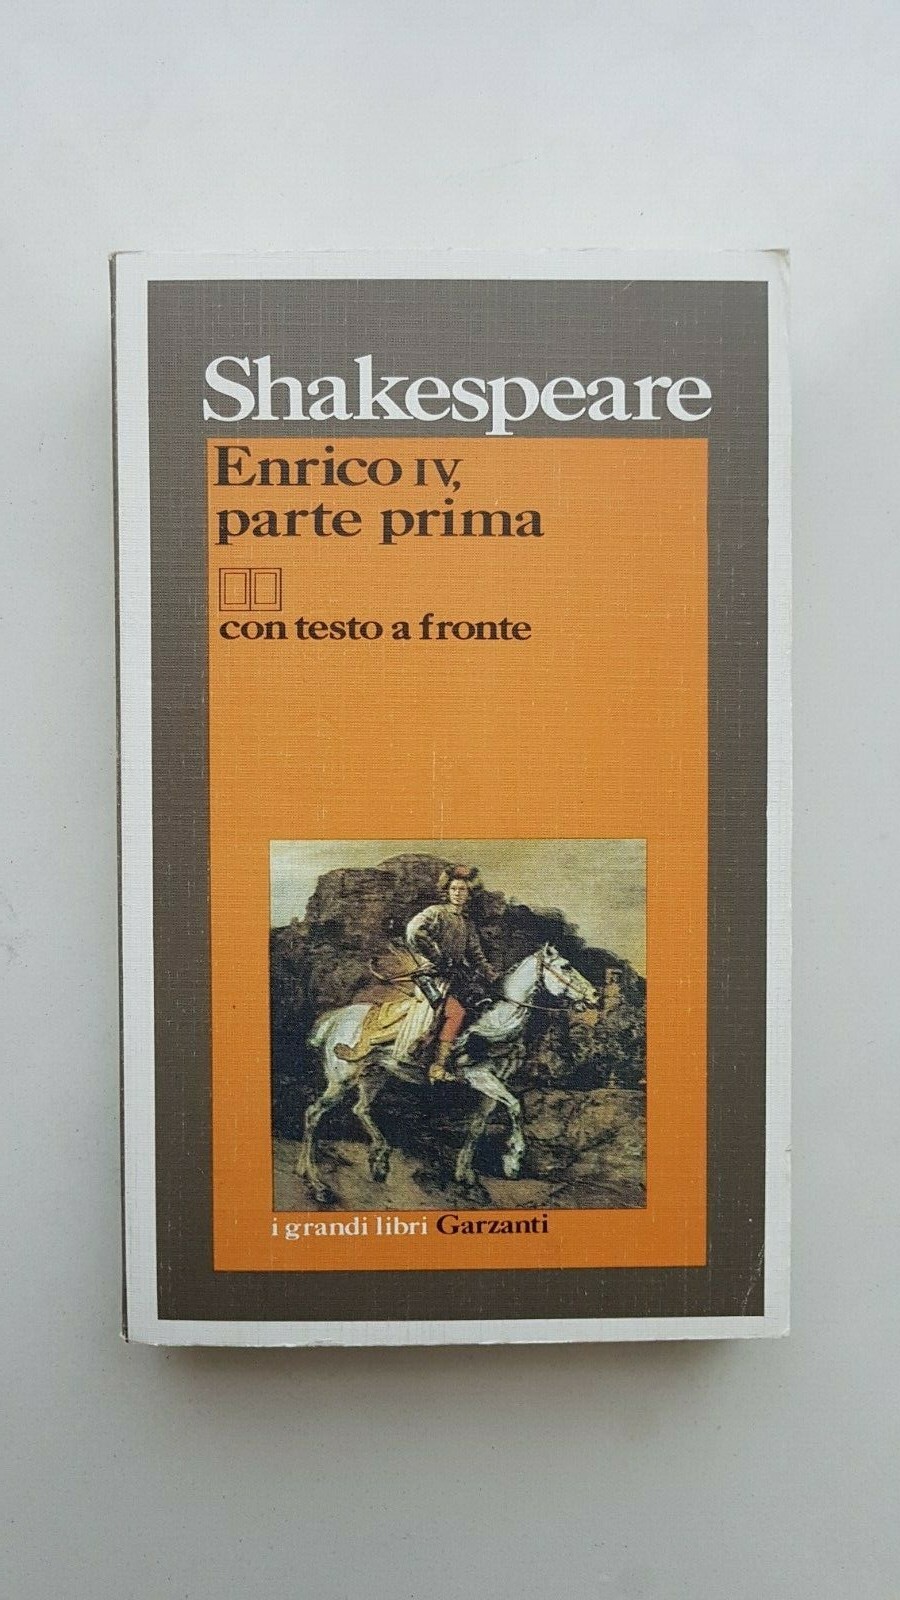 Shakespeare
Enrico IV,
parte prima
con testo a fronte
i grandi libri Garzanti